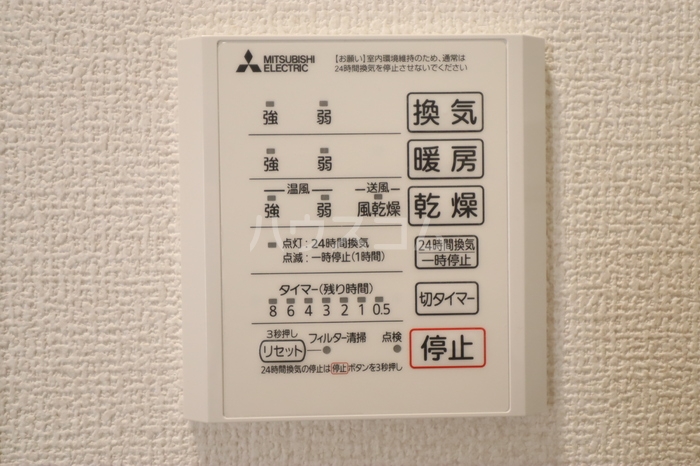 MITSUBISHI
ELECTRIC
【お願い】室内環境維持のため、通常は
24時間換気を停止させないでください
強 弱 換気
強 弱 暖房
温風 送風
強 弱 風乾燥 乾燥
点灯：24時間換気
点滅：一時停止(1時間)
24時間換気
一時停止
タイマー(残り時間)
8 6 4 3 2 1 0.5
切タイマー
3秒押し
リセット フィルター清掃 点検
停止
24時間換気の停止は停止ボタンを3秒押し
ハウスコム